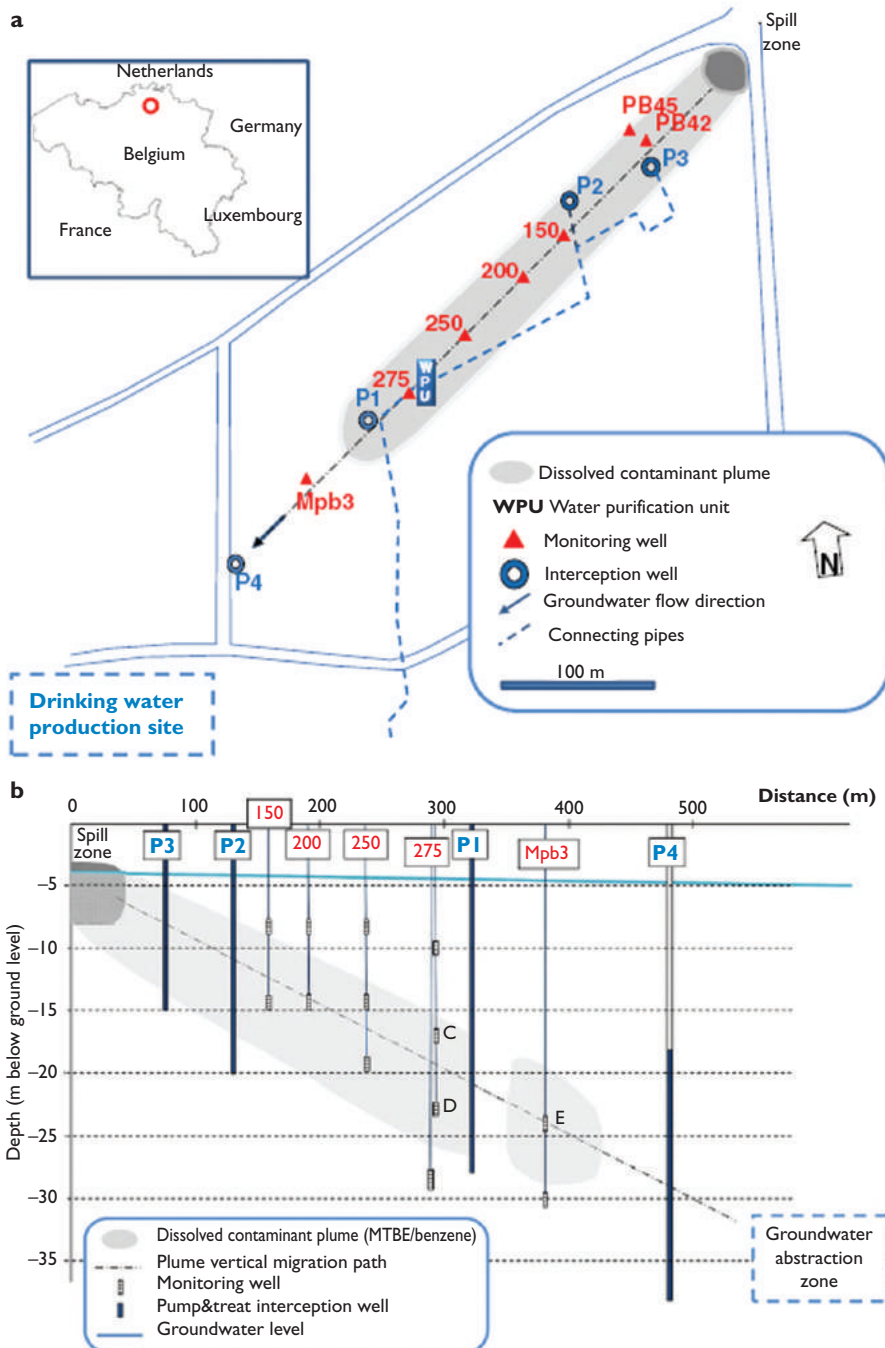 a
Spill
zone
Netherlands
Germany
Belgium
Luxembourg
France
PB45
PB42
P3
P2
150
200
250
275
WPU
P1
Mpb3
P4
Dissolved contaminant plume
WPU Water purification unit
Monitoring well
Interception well
Groundwater flow direction
Connecting pipes
100 m
N
Drinking water
production site
b
0 100 200 300 400 500 Distance (m)
150
Spill
zone
P3 P2 200 250 275 P1 Mpb3 P4
Depth (m below ground level)
–5
–10
–15
C
–20
D
E
–25
–30
–35
Dissolved contaminant plume (MTBE/benzene)
Plume vertical migration path
Monitoring well
Pump&treat interception well
Groundwater level
Groundwater
abstraction
zone